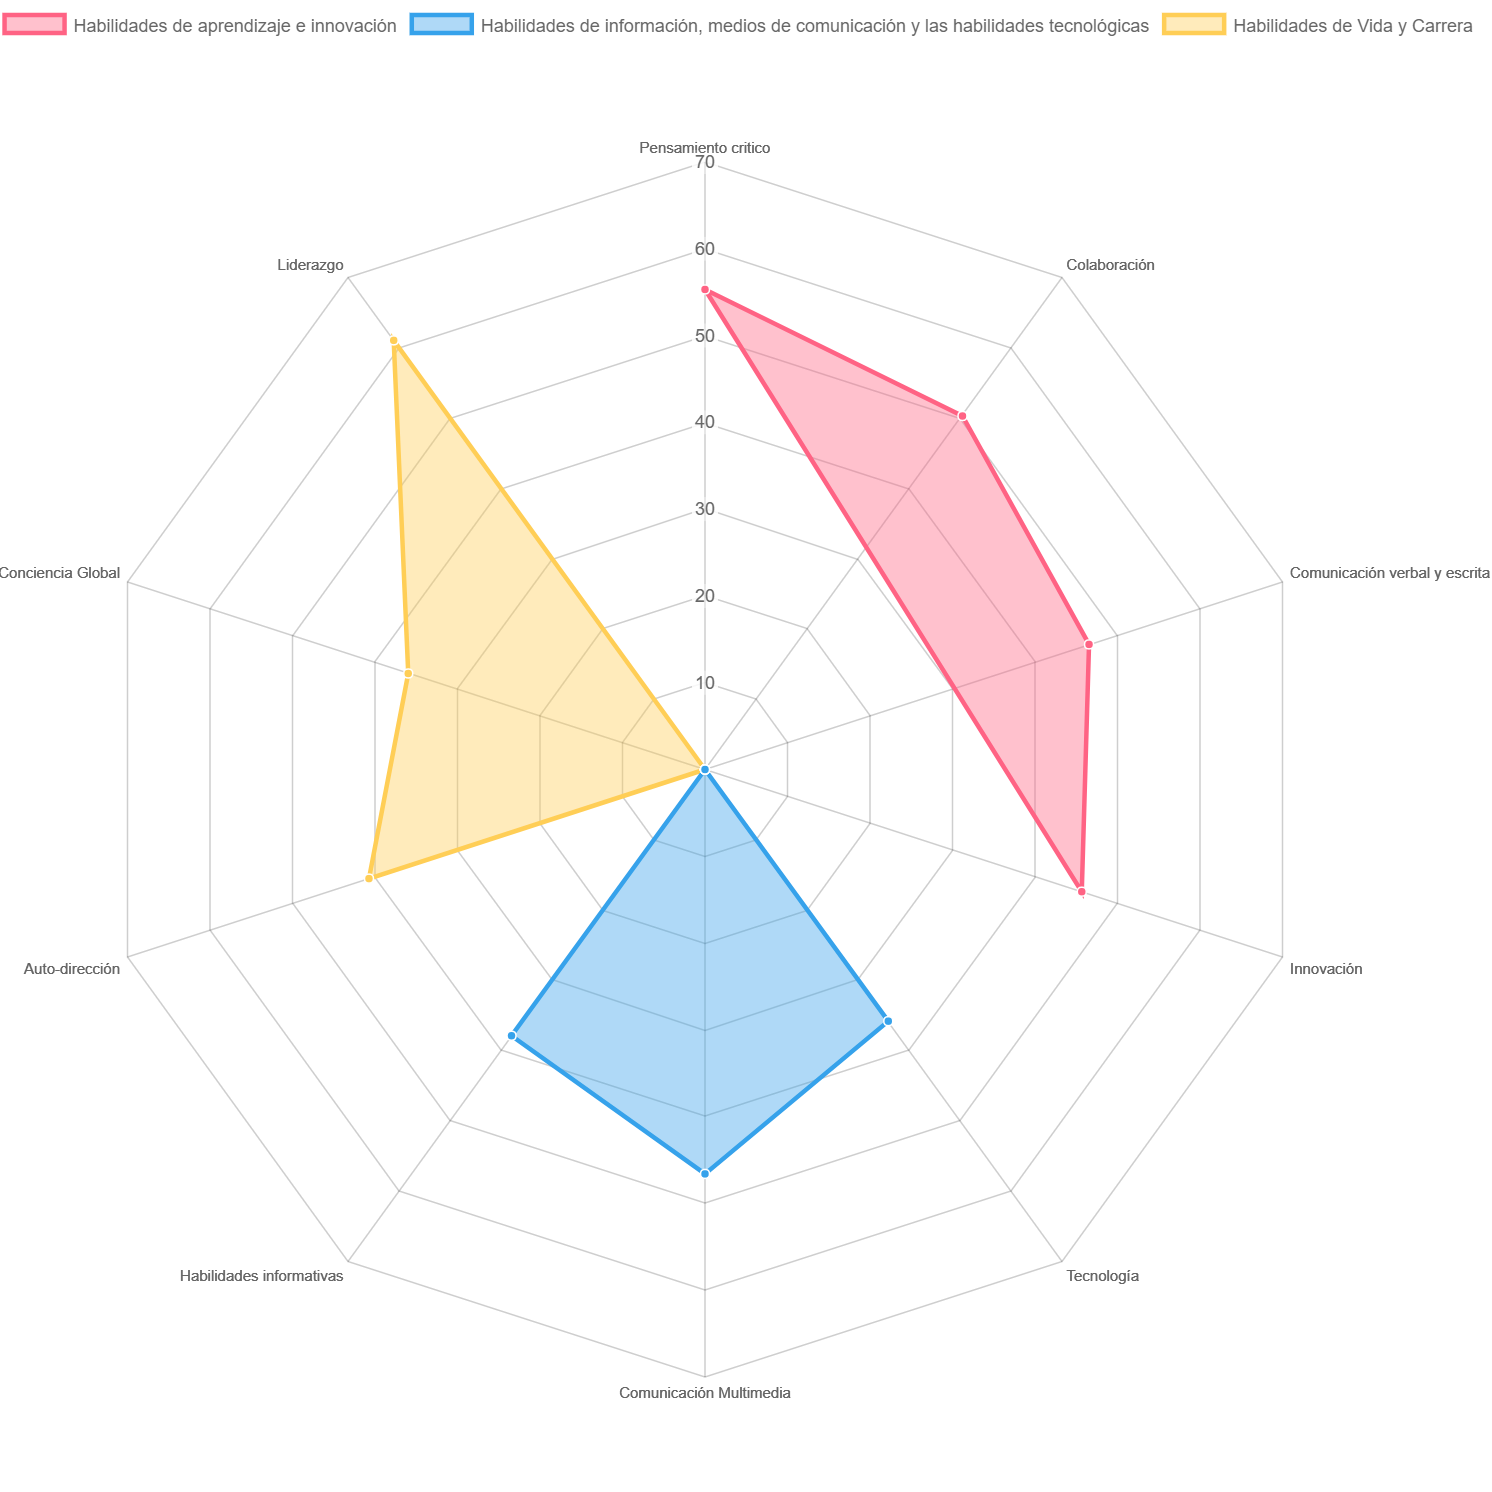 Habilidades de aprendizaje e innovación
Habilidades de información, medios de comunicación y las habilidades tecnológicas
Habilidades de Vida y Carrera
Pensamiento critico
70
60
50
40
30
20
10
Liderazgo
Colaboración
Conciencia Global
Comunicación verbal y escrita
Auto-dirección
Innovación
Habilidades informativas
Tecnología
Comunicación Multimedia